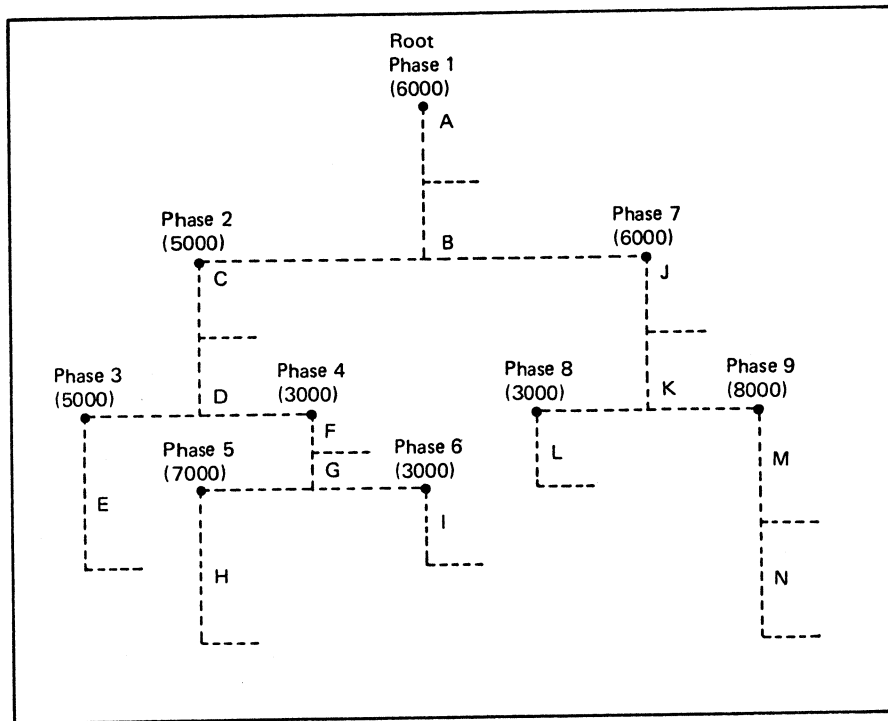 Root
Phase 1
(6000)
A
B
Phase 2
(5000)
C
D
Phase 7
(6000)
J
K
Phase 3
(5000)
E
Phase 4
(3000)
F
G
Phase 5
(7000)
H
Phase 6
(3000)
I
Phase 8
(3000)
L
Phase 9
(8000)
M
N